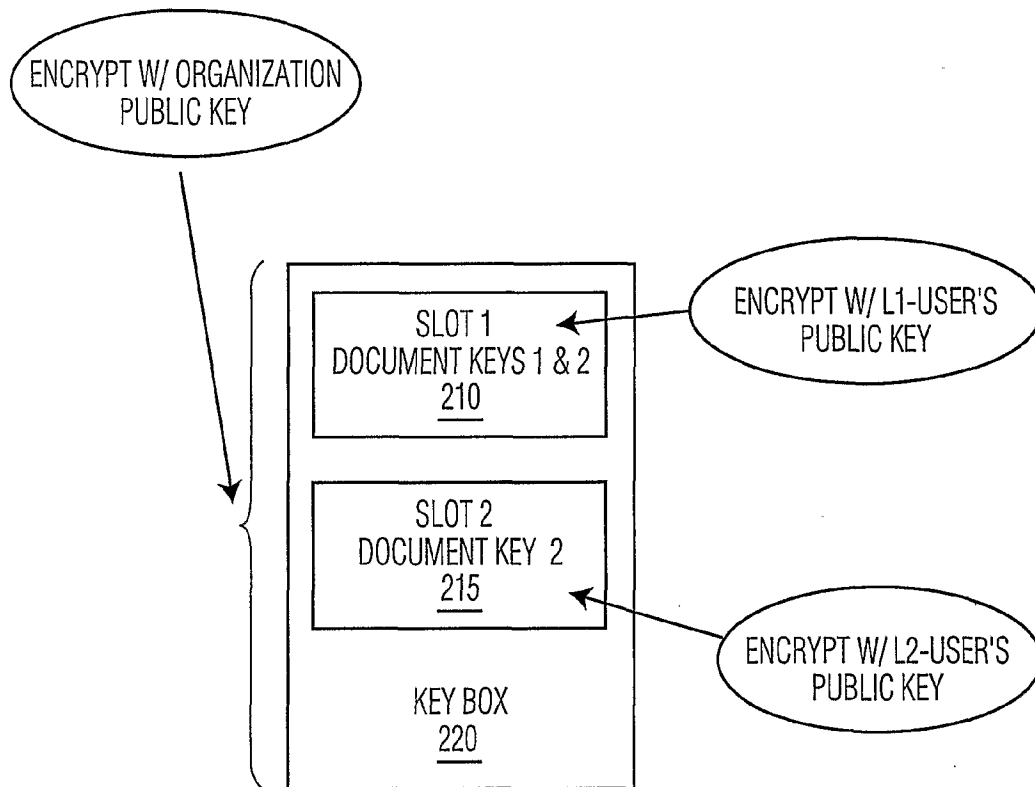 ENCRYPT W/ ORGANIZATION
PUBLIC KEY
SLOT 1
DOCUMENT KEYS 1 & 2
210
ENCRYPT W/ L1-USER'S
PUBLIC KEY
SLOT 2
DOCUMENT KEY 2
215
ENCRYPT W/ L2-USER'S
PUBLIC KEY
KEY BOX
220